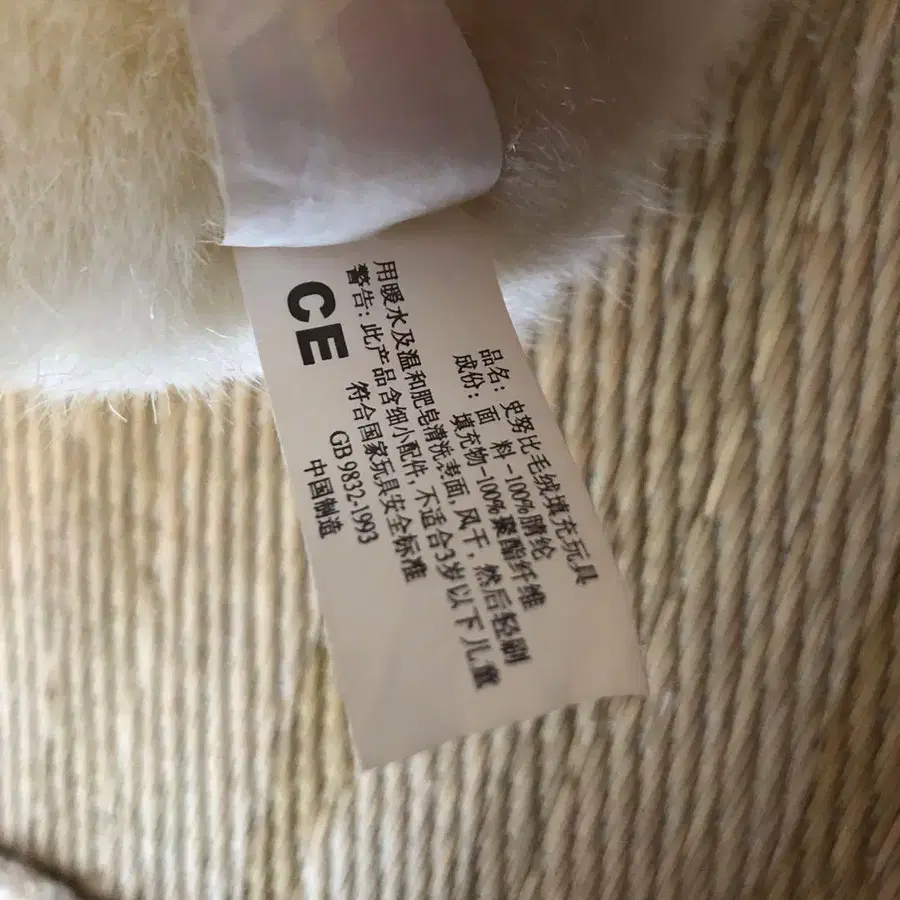 品名：史努比毛绒填充玩具
成份：面 料-100%腈纶
填充物-100%聚酯纤维
用暖水及温和肥皂清洗表面，风干，然后轻刷
警告：此产品含细小配件，不适合3岁以下儿童
符合国家玩具安全标准
GB 9832-1993
中国制造
CE